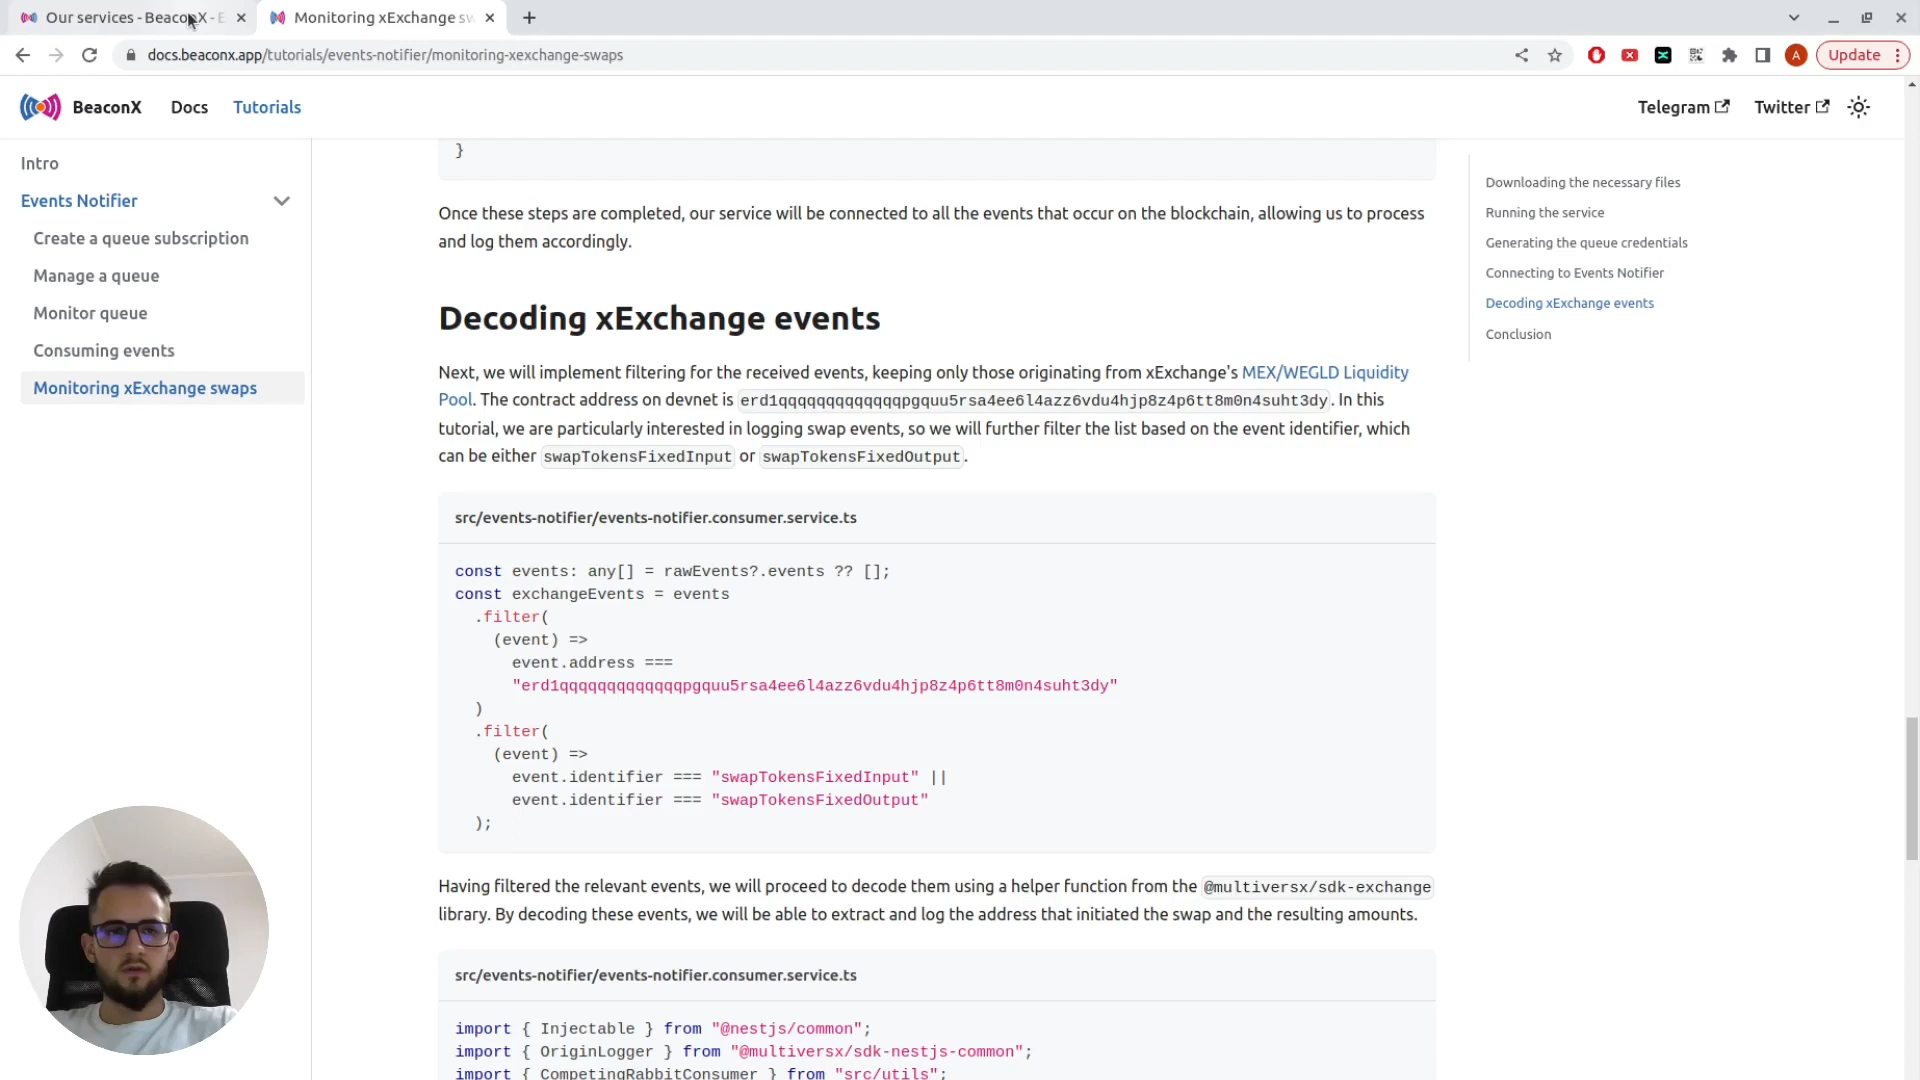 Our services - BeaconX - E
Monitoring xExchange sw
docs.beaconx.app/tutorials/events-notifier/monitoring-xexchange-swaps
A
Update
BeaconX
Docs
Tutorials
Telegram
Twitter
Intro
Events Notifier
Create a queue subscription
Manage a queue
Monitor queue
Consuming events
Monitoring xExchange swaps
}
Once these steps are completed, our service will be connected to all the events that occur on the blockchain, allowing us to process
and log them accordingly.
Decoding xExchange events
Next, we will implement filtering for the received events, keeping only those originating from xExchange's MEX/WEGLD Liquidity
Pool. The contract address on devnet is erd1qqqqqqqqqqqqqpgquu5rsa4ee6l4azz6vdu4hjp8z4p6tt8m0n4suht3dy. In this
tutorial, we are particularly interested in logging swap events, so we will further filter the list based on the event identifier, which
can be either swapTokensFixedInput or swapTokensFixedOutput.
src/events-notifier/events-notifier.consumer.service.ts
const events: any[] = rawEvents?.events ?? [];
const exchangeEvents = events
.filter(
(event) =>
event.address ===
"erd1qqqqqqqqqqqqqpgquu5rsa4ee6l4azz6vdu4hjp8z4p6tt8m0n4suht3dy"
)
.filter(
(event) =>
event.identifier === "swapTokensFixedInput" ||
event.identifier === "swapTokensFixedOutput"
);
Having filtered the relevant events, we will proceed to decode them using a helper function from the @multiversx/sdk-exchange
library. By decoding these events, we will be able to extract and log the address that initiated the swap and the resulting amounts.
src/events-notifier/events-notifier.consumer.service.ts
import { Injectable } from "@nestjs/common";
import { OriginLogger } from "@multiversx/sdk-nestjs-common";
import { CompetingRabbitConsumer } from "src/utils";
Downloading the necessary files
Running the service
Generating the queue credentials
Connecting to Events Notifier
Decoding xExchange events
Conclusion